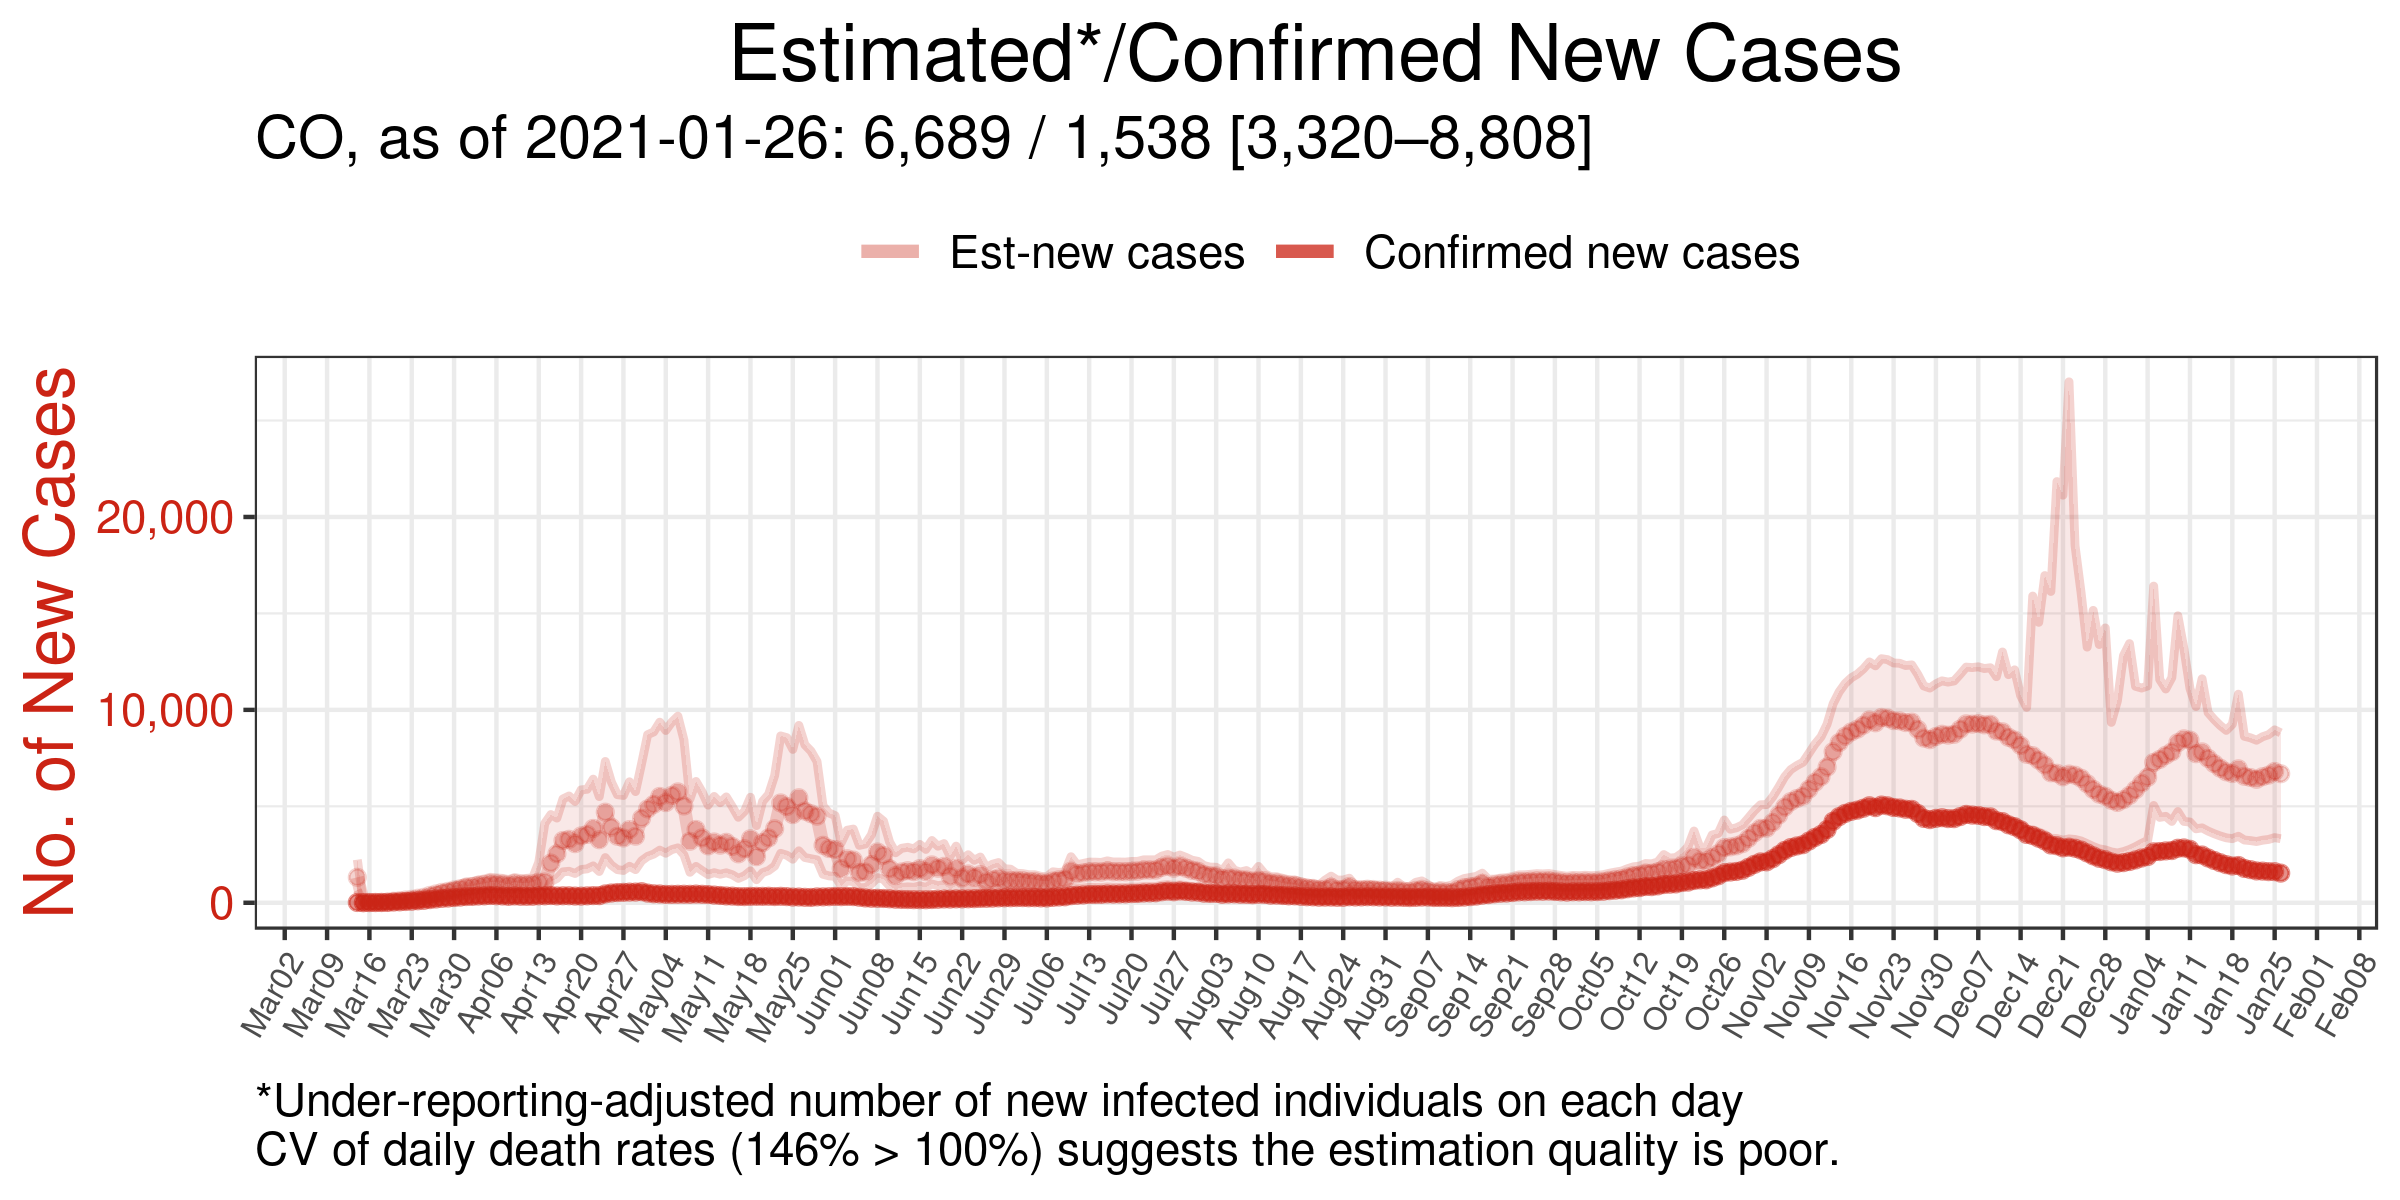 Estimated*/Confirmed New Cases
CO, as of 2021-01-26: 6,689 / 1,538 [3,320–8,808]
Est-new cases Confirmed new cases
No. of New Cases
20,000
10,000
0
Mar02 Mar09 Mar16 Mar23 Mar30 Apr06 Apr13 Apr20 Apr27 May04 May11 May18 May25 Jun01 Jun08 Jun15 Jun22 Jun29 Jul06 Jul13 Jul20 Jul27 Aug03 Aug10 Aug17 Aug24 Aug31 Sep07 Sep14 Sep21 Sep28 Oct05 Oct12 Oct19 Oct26 Nov02 Nov09 Nov16 Nov23 Nov30 Dec07 Dec14 Dec21 Dec28 Jan04 Jan11 Jan18 Jan25 Feb01 Feb08
*Under-reporting-adjusted number of new infected individuals on each day
CV of daily death rates (146% > 100%) suggests the estimation quality is poor.